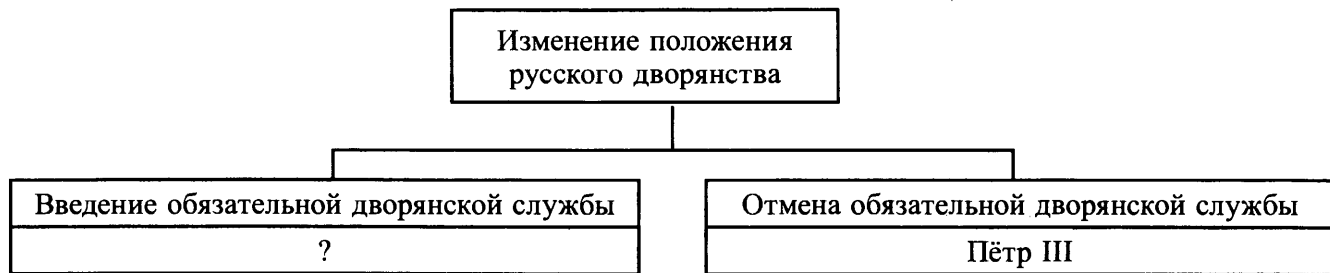 Изменение положения
русского дворянства
Введение обязательной дворянской службы
Отмена обязательной дворянской службы
?
Пётр III